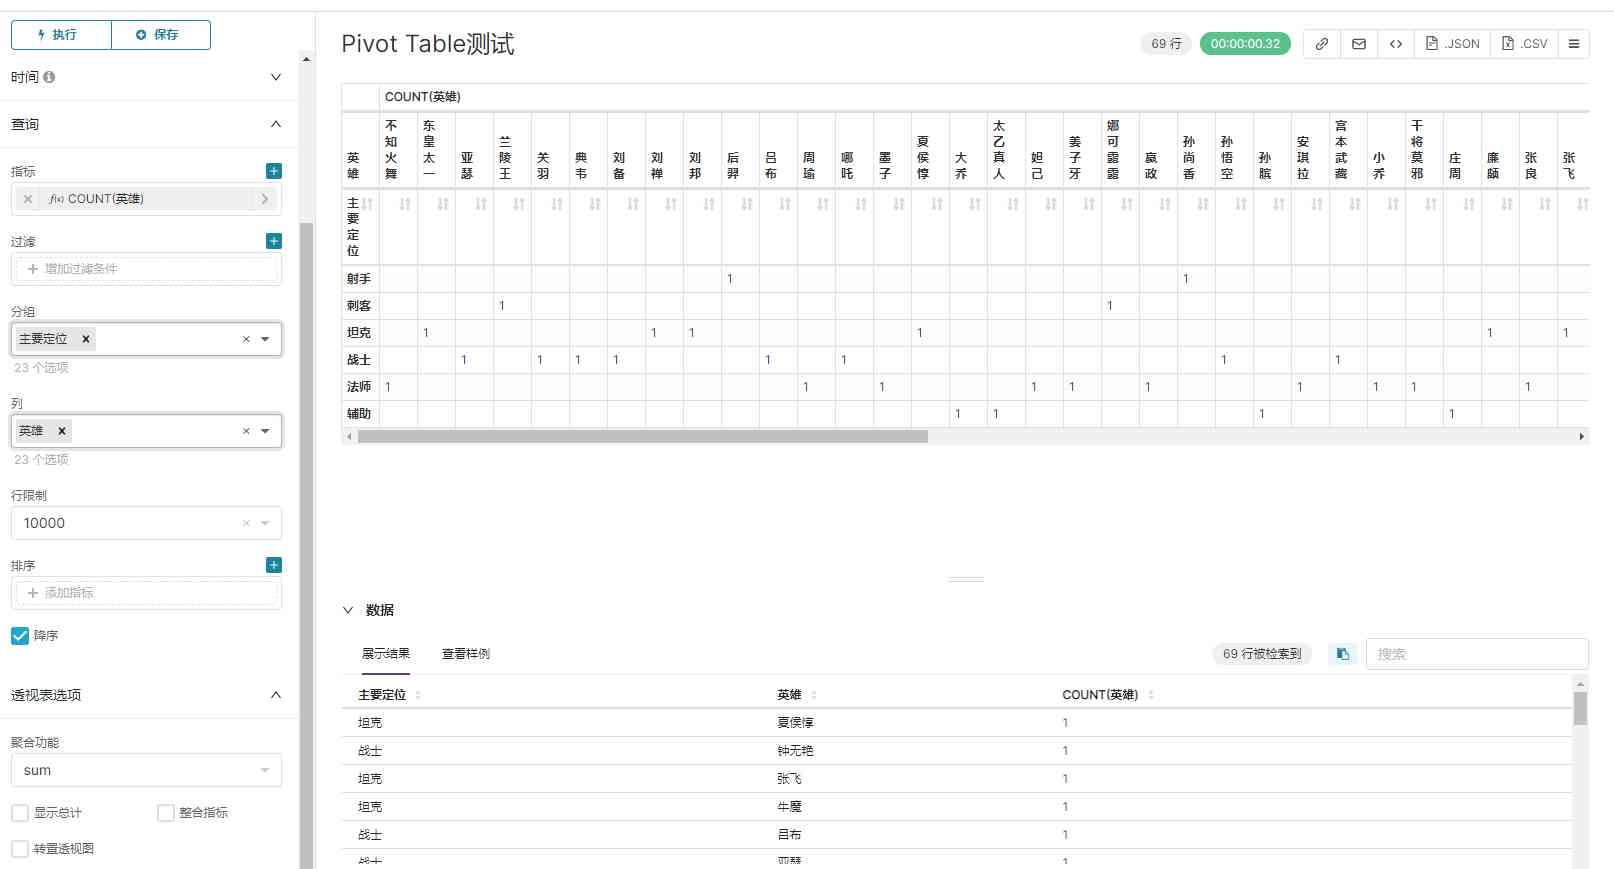 执行
保存
时间
查询
指标
f(x) COUNT(英雄)
过滤
增加过滤条件
分组
主要定位
23 个选项
列
英雄
23 个选项
行限制
10000
排序
添加指标
降序
透视表选项
聚合功能
sum
显示总计
整合指标
转置透视图
Pivot Table测试
69 行
00:00:00.32
.JSON
.CSV
COUNT(英雄)
英雄 不知火舞 东皇太一 亚瑟 兰陵王 关羽 典韦 刘备 刘禅 刘邦 后羿 吕布 周瑜 哪吒 墨子 夏侯惇 大乔 太乙真人 妲己 姜子牙 娜可露露 嬴政 孙尚香 孙悟空 孙膑 安琪拉 宫本武藏 小乔 干将莫邪 庄周 廉颇 张良 张飞
主要定位
射手 1 1
刺客 1 1
坦克 1 1 1 1 1 1
战士 1 1 1 1 1 1 1 1
法师 1 1 1 1 1 1 1 1 1 1
辅助 1 1 1 1
数据
展示结果
查看样例
69 行被检索到
搜索
主要定位 英雄 COUNT(英雄)
坦克 夏侯惇 1
战士 钟无艳 1
坦克 张飞 1
坦克 牛魔 1
战士 吕布 1
战士 亚瑟 1